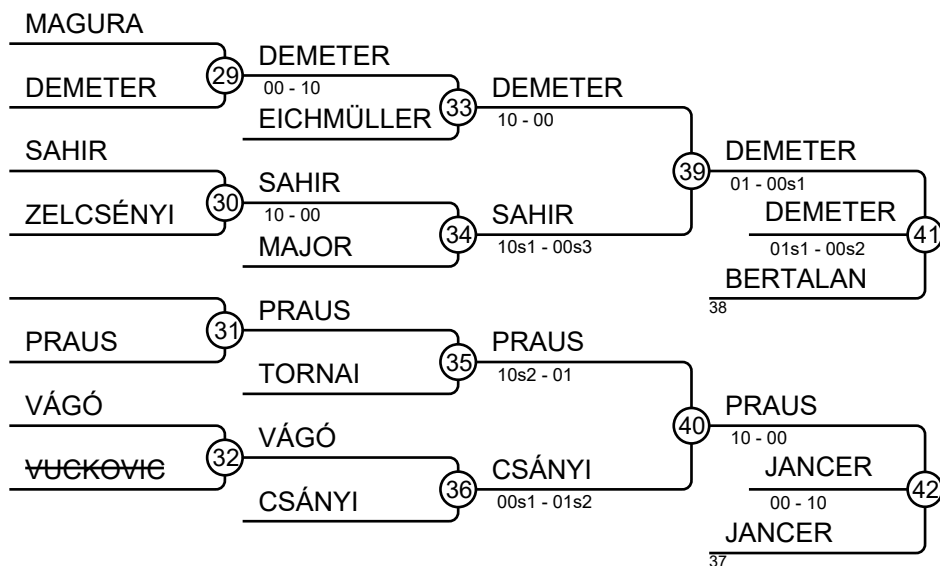 MAGURA
DEMETER
29
DEMETER
00 - 10
EICHMÜLLER
33
DEMETER
10 - 00
SAHIR
ZELCSÉNYI
30
SAHIR
10 - 00
MAJOR
34
SAHIR
10s1 - 00s3
39
DEMETER
01 - 00s1
DEMETER
01s1 - 00s2
41
BERTALAN
38
PRAUS
31
PRAUS
TORNAI
35
PRAUS
10s2 - 01
VÁGÓ
VUCKOVIC
32
VÁGÓ
CSÁNYI
36
CSÁNYI
00s1 - 01s2
40
PRAUS
10 - 00
JANCER
00 - 10
42
JANCER
37